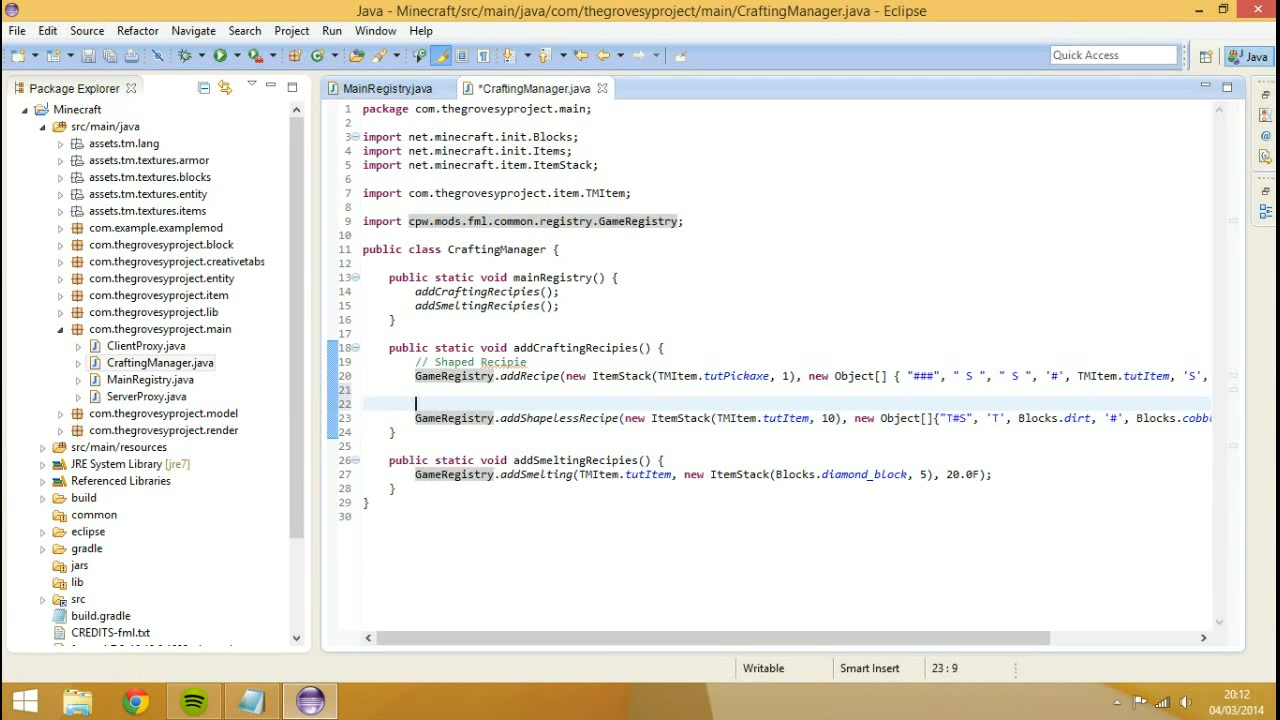 Java - Minecraft/src/main/java/com/thegrovesyproject/main/CraftingManager.java - Eclipse
File Edit Source Refactor Navigate Search Project Run Window Help
Quick Access
Java
Package Explorer
Minecraft
src/main/java
assets.tm.lang
assets.tm.textures.armor
assets.tm.textures.blocks
assets.tm.textures.entity
assets.tm.textures.items
com.example.examplemod
com.thegrovesyproject.block
com.thegrovesyproject.creativetabs
com.thegrovesyproject.entity
com.thegrovesyproject.item
com.thegrovesyproject.lib
com.thegrovesyproject.main
ClientProxy.java
CraftingManager.java
MainRegistry.java
ServerProxy.java
com.thegrovesyproject.model
com.thegrovesyproject.render
src/main/resources
JRE System Library [jre7]
Referenced Libraries
build
common
eclipse
gradle
jars
lib
src
build.gradle
CREDITS-fml.txt
MainRegistry.java *CraftingManager.java
1 package com.thegrovesyproject.main;
2
3 import net.minecraft.init.Blocks;
4 import net.minecraft.init.Items;
5 import net.minecraft.item.ItemStack;
6
7 import com.thegrovesyproject.item.TMItem;
8
9 import cpw.mods.fml.common.registry.GameRegistry;
10
11 public class CraftingManager {
12
13 public static void mainRegistry() {
14 addCraftingRecipies();
15 addSmeltingRecipies();
16 }
17
18 public static void addCraftingRecipies() {
19 // Shaped Recipie
20 GameRegistry.addRecipe(new ItemStack(TMItem.tutPickaxe, 1), new Object[] { "###", " S ", " S ", '#', TMItem.tutItem, 'S',
21
22
23 GameRegistry.addShapelessRecipe(new ItemStack(TMItem.tutItem, 10), new Object[]{"T#S", 'T', Blocks.dirt, '#', Blocks.cobbl
24 }
25
26 public static void addSmeltingRecipies() {
27 GameRegistry.addSmelting(TMItem.tutItem, new ItemStack(Blocks.diamond_block, 5), 20.0F);
28 }
29 }
30
Writable Smart Insert 23 : 9
20:12
04/03/2014